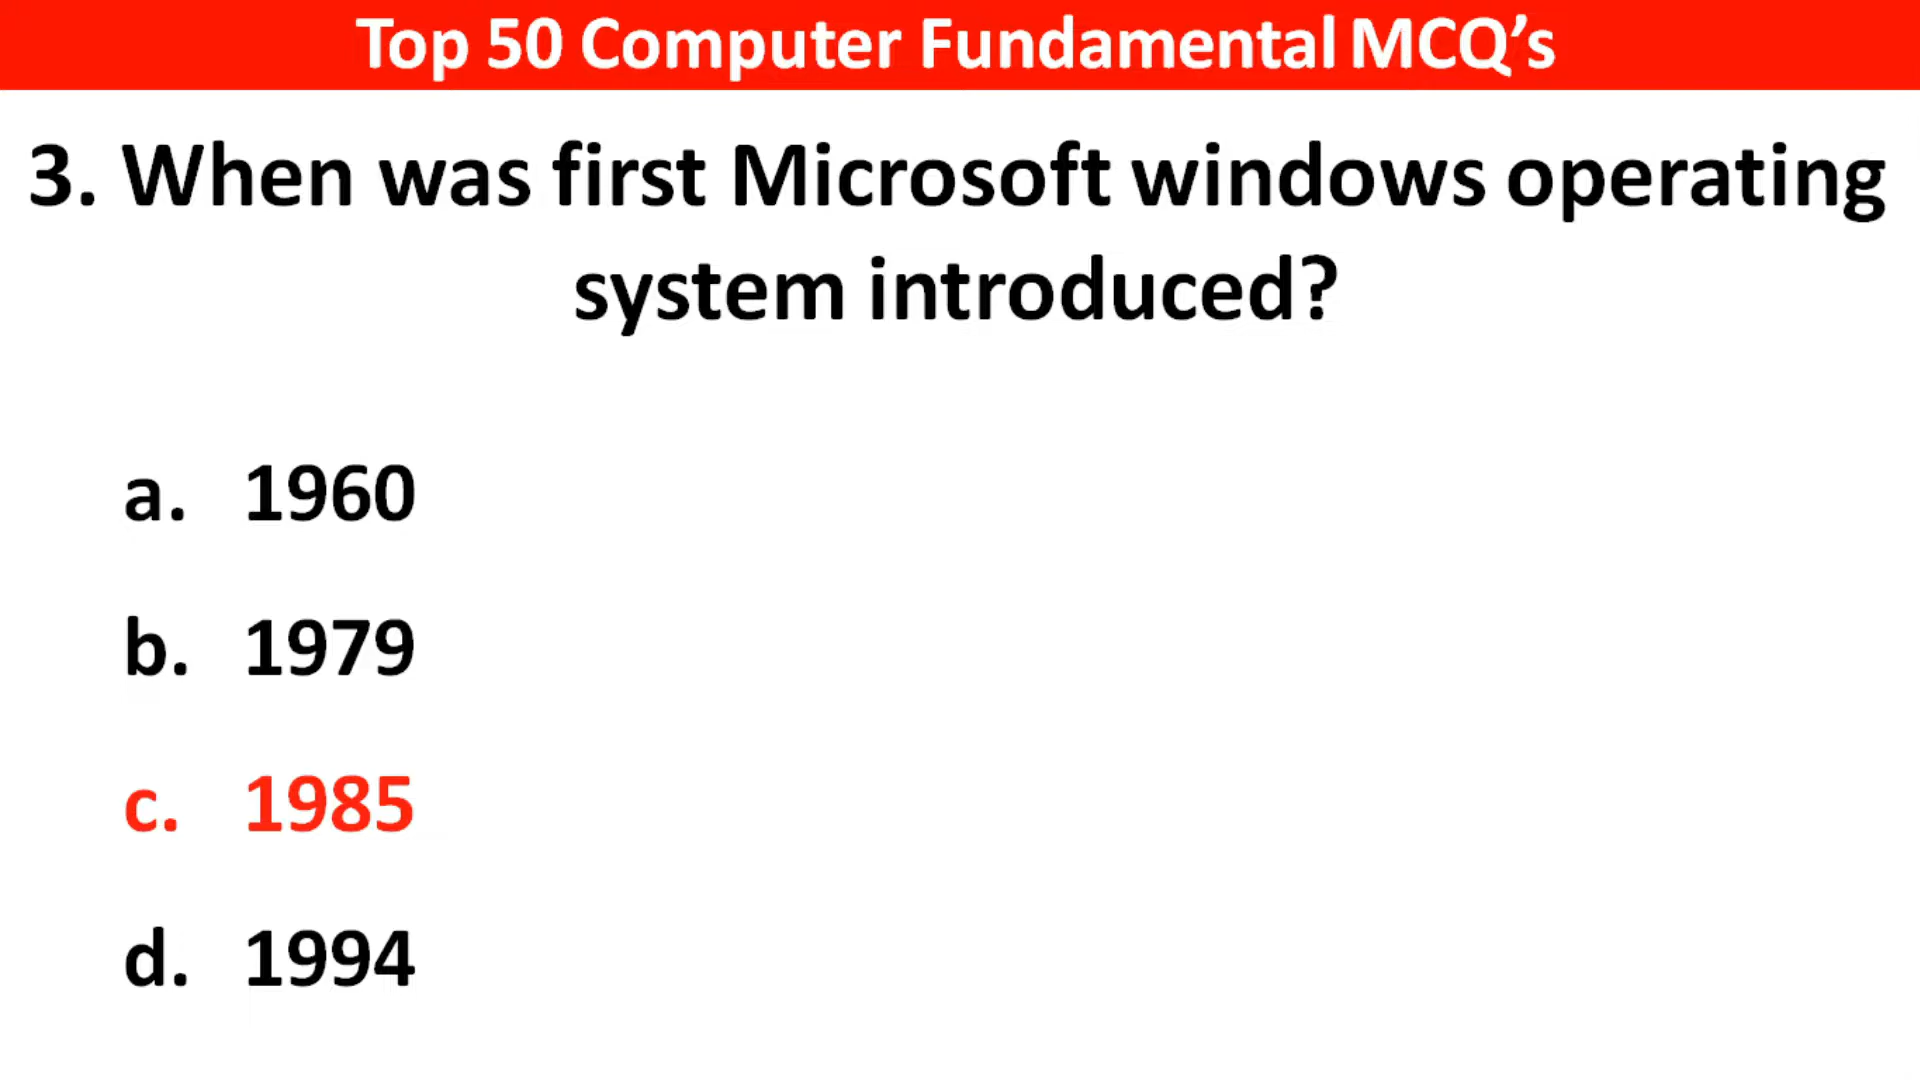 Top 50 Computer Fundamental MCQ’s
3. When was first Microsoft windows operating
system introduced?
a. 1960
b. 1979
c. 1985
d. 1994